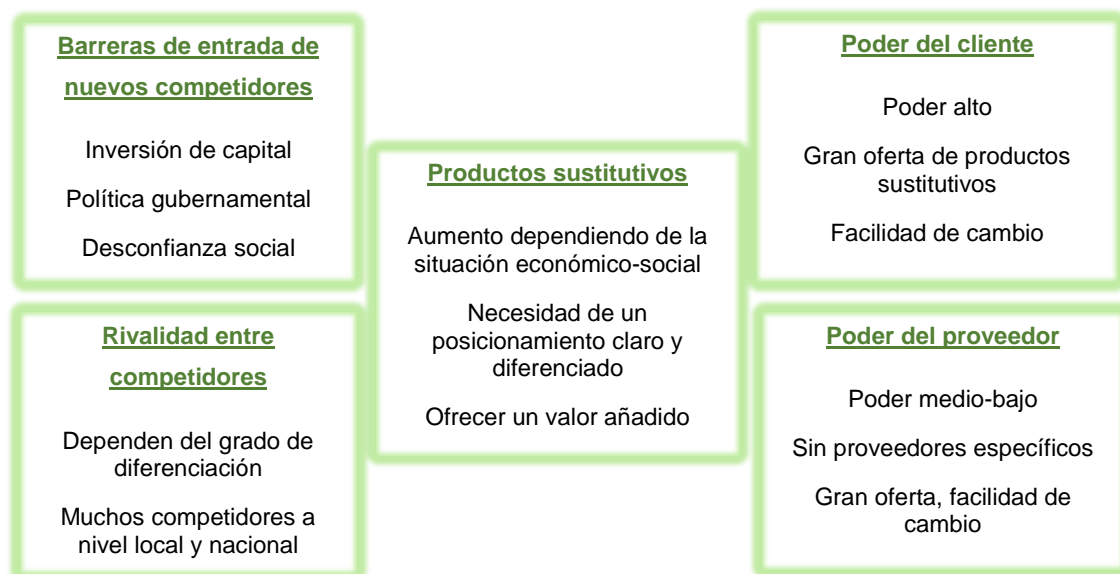 Barreras de entrada de
nuevos competidores
Inversión de capital
Política gubernamental
Desconfianza social
Rivalidad entre
competidores
Dependen del grado de
diferenciación
Muchos competidores a
nivel local y nacional
Productos sustitutivos
Aumento dependiendo de la
situación económico-social
Necesidad de un
posicionamiento claro y
diferenciado
Ofrecer un valor añadido
Poder del cliente
Poder alto
Gran oferta de productos
sustitutivos
Facilidad de cambio
Poder del proveedor
Poder medio-bajo
Sin proveedores específicos
Gran oferta, facilidad de
cambio